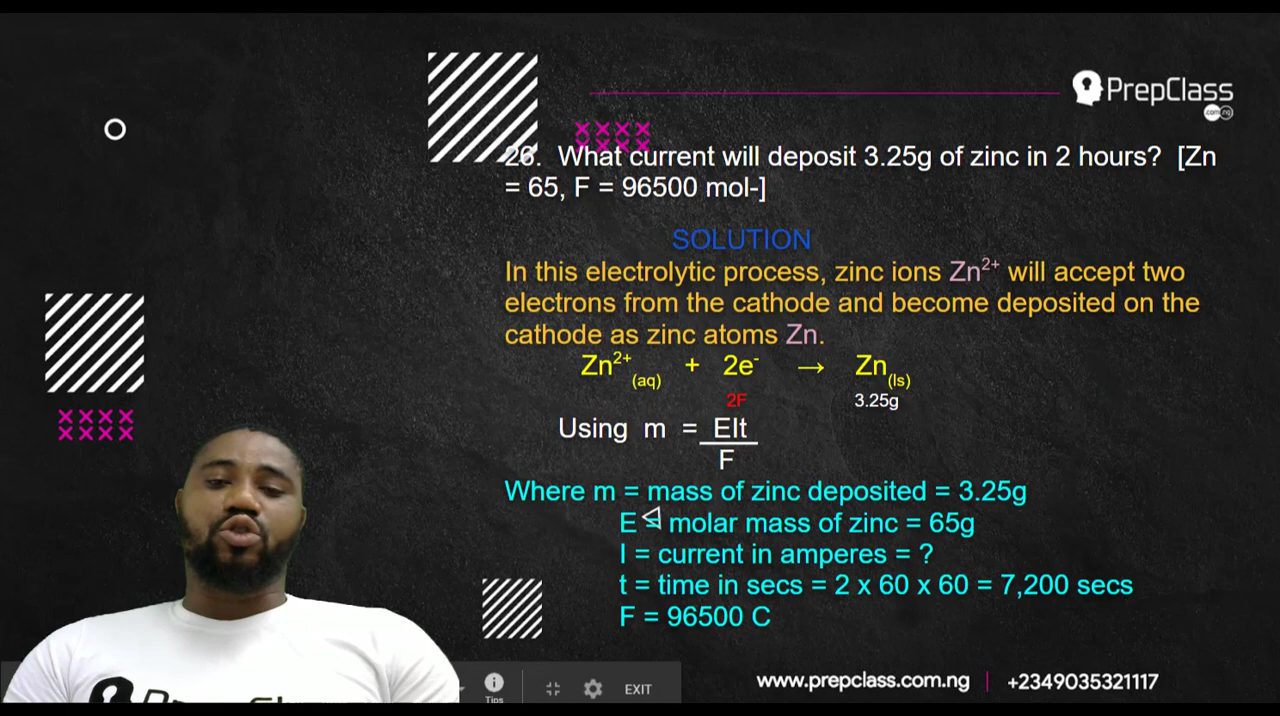 PrepClass
.com.ng
26. What current will deposit 3.25g of zinc in 2 hours? [Zn
= 65, F = 96500 mol-]
SOLUTION
In this electrolytic process, zinc ions Zn²⁺ will accept two
electrons from the cathode and become deposited on the
cathode as zinc atoms Zn.
Zn²⁺(aq) + 2e⁻ → Zn(ls)
2F 3.25g
Using m = EIt
F
Where m = mass of zinc deposited = 3.25g
E = molar mass of zinc = 65g
I = current in amperes = ?
t = time in secs = 2 x 60 x 60 = 7,200 secs
F = 96500 C
Tips
EXIT
www.prepclass.com.ng | +2349035321117